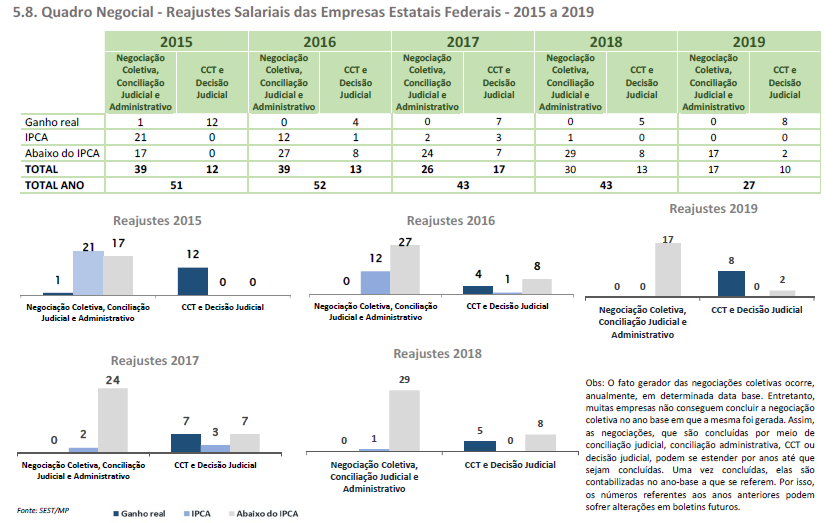 5.8. Quadro Negocial - Reajustes Salariais das Empresas Estatais Federais - 2015 a 2019
2015 2016 2017 2018 2019
Negociação Coletiva, Conciliação Judicial e Administrativo CCT e Decisão Judicial Negociação Coletiva, Conciliação Judicial e Administrativo CCT e Decisão Judicial Negociação Coletiva, Conciliação Judicial e Administrativo CCT e Decisão Judicial Negociação Coletiva, Conciliação Judicial e Administrativo CCT e Decisão Judicial Negociação Coletiva, Conciliação Judicial e Administrativo CCT e Decisão Judicial
Ganho real 1 12 0 4 0 7 0 5 0 8
IPCA 21 0 12 1 2 3 1 0 0 0
Abaixo do IPCA 17 0 27 8 24 7 29 8 17 2
TOTAL 39 12 39 13 26 17 30 13 17 10
TOTAL ANO 51 52 43 43 27
Reajustes 2015
1 21 17 12 0 0
Negociação Coletiva, Conciliação
Judicial e Administrativo
CCT e Decisão Judicial
Reajustes 2016
0 12 27 4 1 8
Negociação Coletiva, Conciliação
Judicial e Administrativo
CCT e Decisão Judicial
Reajustes 2019
0 0 17 8 0 2
Negociação Coletiva,
Conciliação Judicial e
Administrativo
CCT e Decisão Judicial
Reajustes 2017
0 2 24 7 3 7
Negociação Coletiva, Conciliação
Judicial e Administrativo
CCT e Decisão Judicial
Reajustes 2018
0 1 29 5 0 8
Negociação Coletiva,
Conciliação Judicial e
Administrativo
CCT e Decisão Judicial
Obs: O fato gerador das negociações coletivas ocorre,
anualmente, em determinada data base. Entretanto,
muitas empresas não conseguem concluir a negociação
coletiva no ano base em que a mesma foi gerada. Assim,
as negociações, que são concluídas por meio de
conciliação judicial, conciliação administrativa, CCT ou
decisão judicial, podem se estender por anos até que
sejam concluídas. Uma vez concluídas, elas são
contabilizadas no ano-base a que se referem. Por isso,
os números referentes aos anos anteriores podem
sofrer alterações em boletins futuros.
Fonte: SEST/MP
Ganho real IPCA Abaixo do IPCA